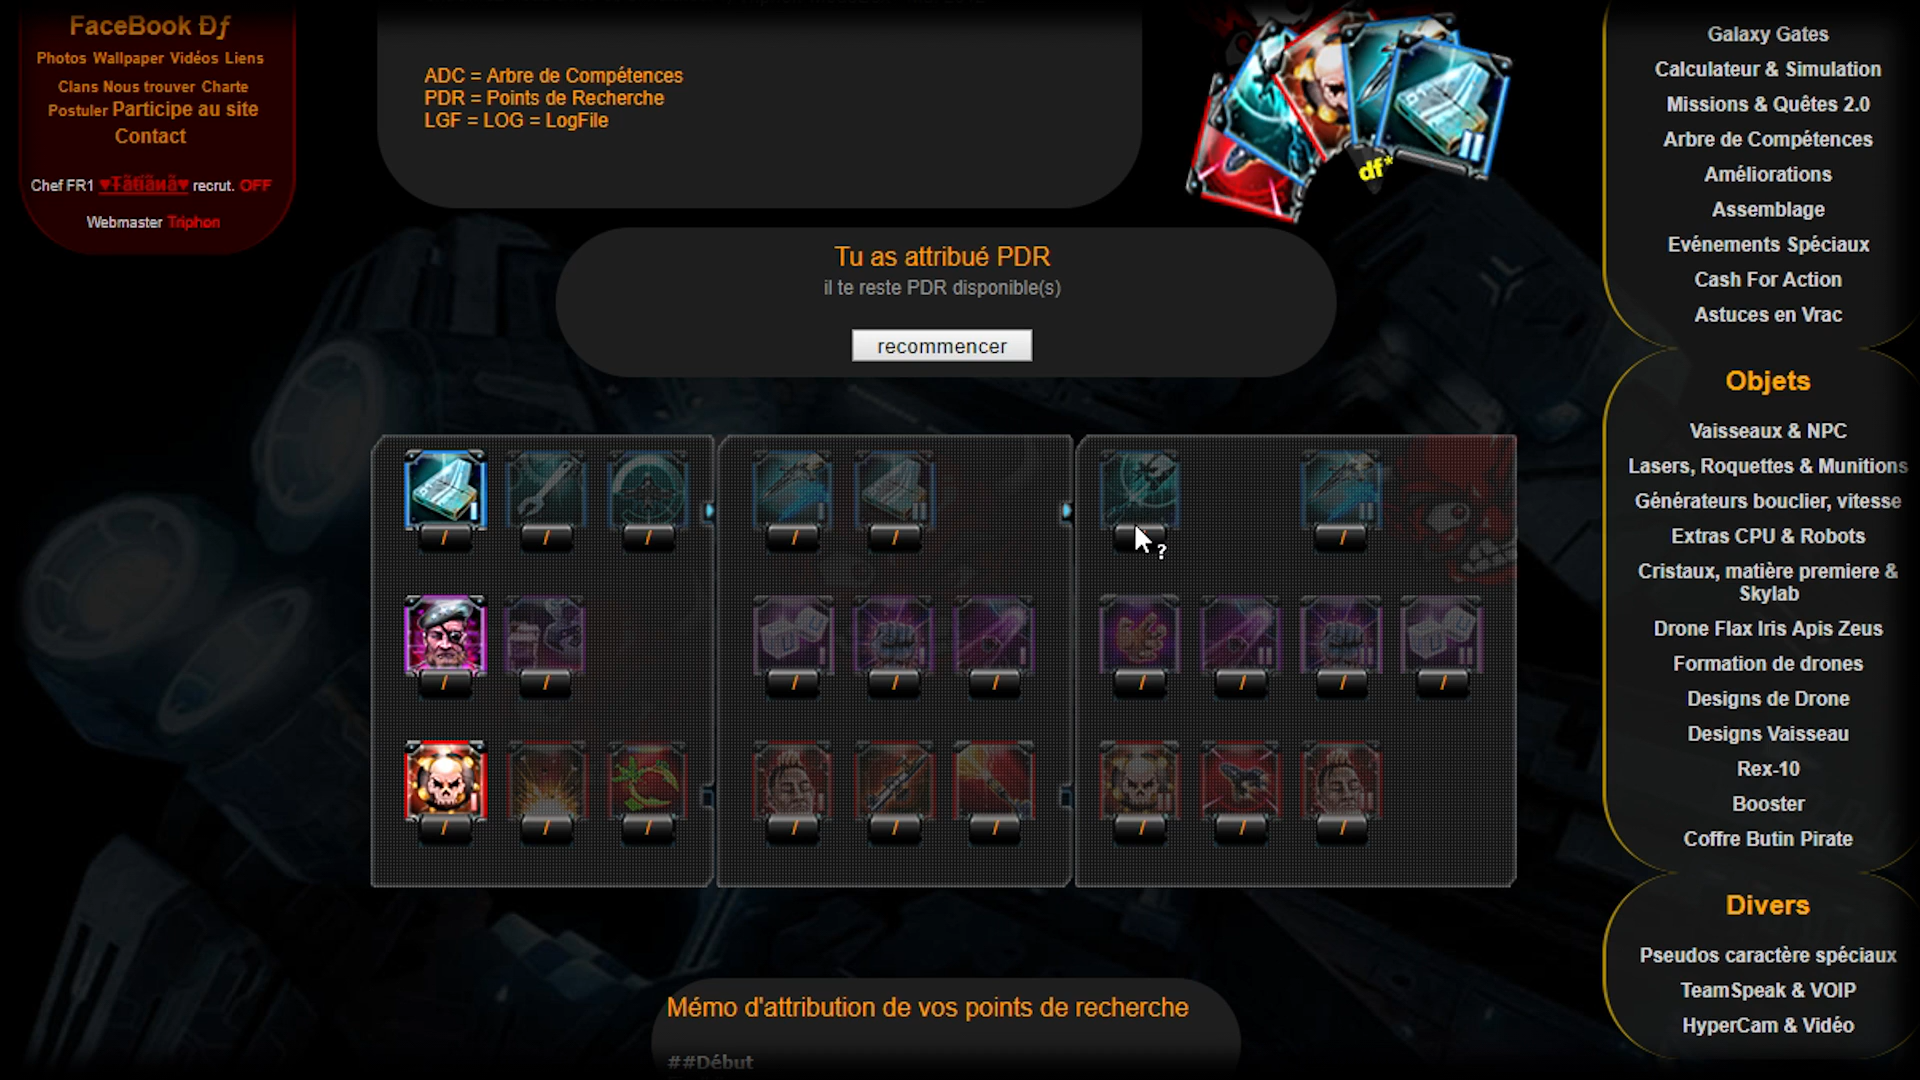 FaceBook Đƒ
Photos Wallpaper Vidéos Liens
Clans Nous trouver Charte
Postuler Participe au site
Contact
Chef FR1 ♥Ŧãtíãиã♥ recrut. OFF
Webmaster Triphon
ADC = Arbre de Compétences
PDR = Points de Recherche
LGF = LOG = LogFile
df*
Tu as attribué PDR
il te reste PDR disponible(s)
recommencer
/ / / / / /
/ / / / / / / / /
/ / / / / / / / /
?
Mémo d'attribution de vos points de recherche
##Début
Galaxy Gates
Calculateur & Simulation
Missions & Quêtes 2.0
Arbre de Compétences
Améliorations
Assemblage
Evénements Spéciaux
Cash For Action
Astuces en Vrac
Objets
Vaisseaux & NPC
Lasers, Roquettes & Munitions
Générateurs bouclier, vitesse
Extras CPU & Robots
Cristaux, matière premiere &
Skylab
Drone Flax Iris Apis Zeus
Formation de drones
Designs de Drone
Designs Vaisseau
Rex-10
Booster
Coffre Butin Pirate
Divers
Pseudos caractère spéciaux
TeamSpeak & VOIP
HyperCam & Vidéo